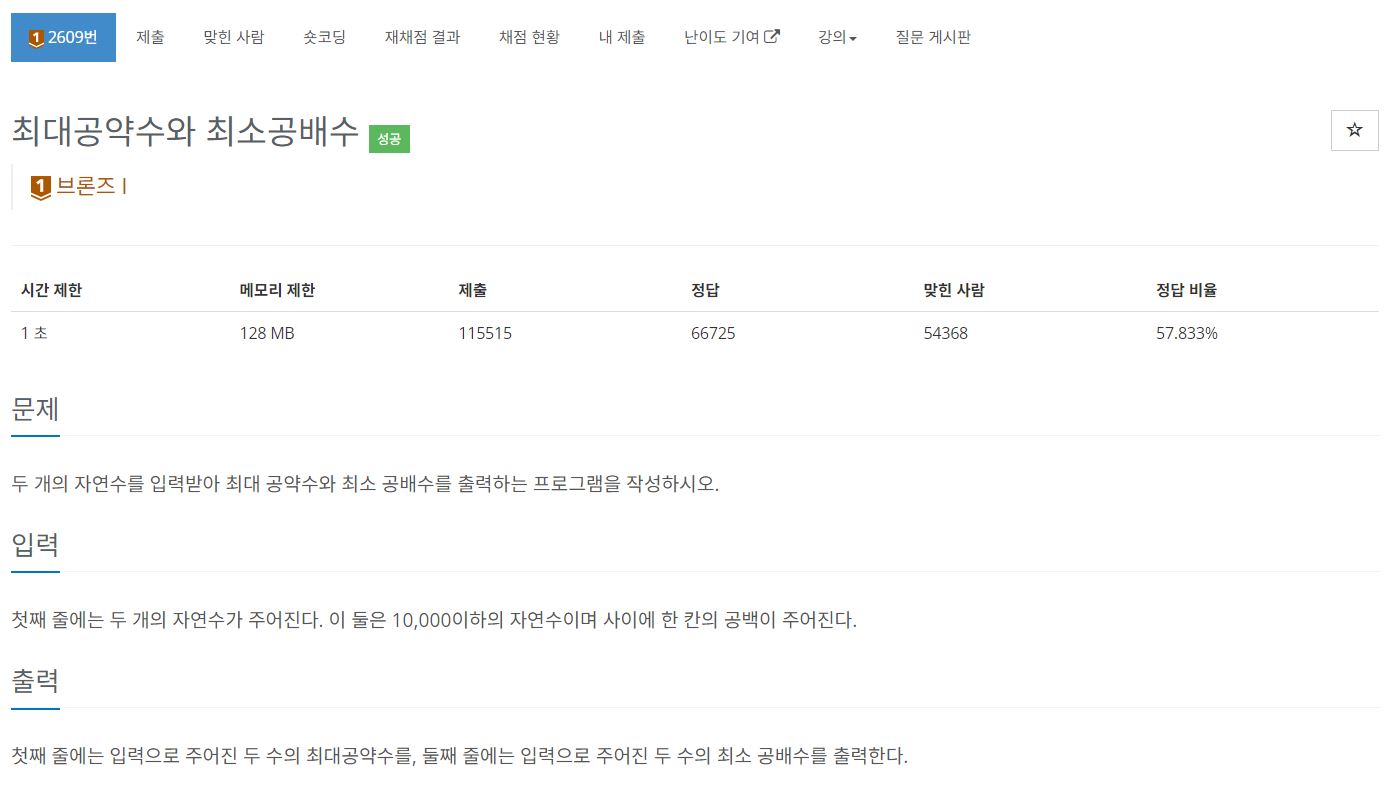 1 2609번 제출 맞힌 사람 숏코딩 재채점 결과 채점 현황 내 제출 난이도 기여 강의 질문 게시판
최대공약수와 최소공배수 성공
1 브론즈 I
시간 제한 메모리 제한 제출 정답 맞힌 사람 정답 비율
1 초 128 MB 115515 66725 54368 57.833%
문제
두 개의 자연수를 입력받아 최대 공약수와 최소 공배수를 출력하는 프로그램을 작성하시오.
입력
첫째 줄에는 두 개의 자연수가 주어진다. 이 둘은 10,000이하의 자연수이며 사이에 한 칸의 공백이 주어진다.
출력
첫째 줄에는 입력으로 주어진 두 수의 최대공약수를, 둘째 줄에는 입력으로 주어진 두 수의 최소 공배수를 출력한다.